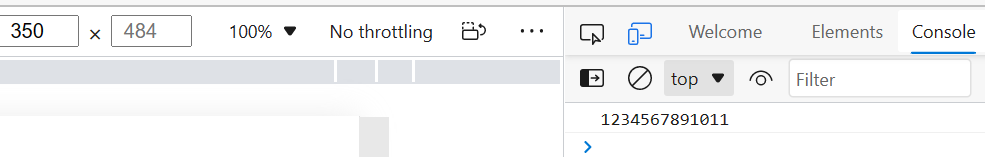 350 × 484 100% No throttling
Welcome Elements Console
top Filter
1234567891011